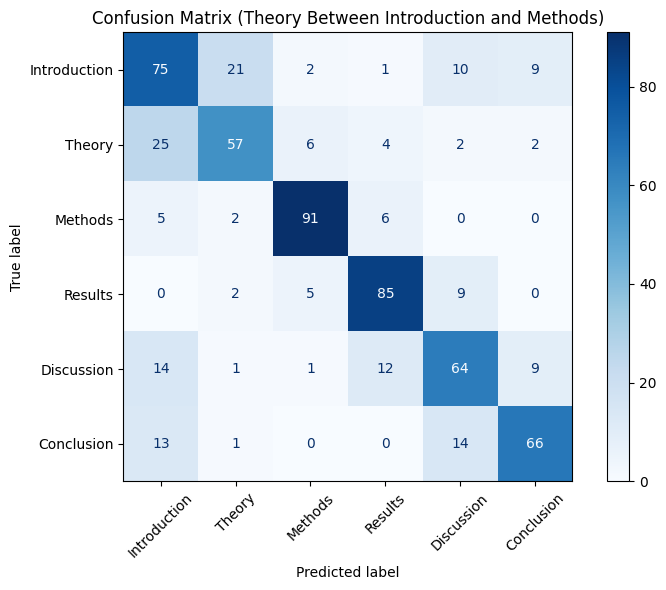 Confusion Matrix (Theory Between Introduction and Methods)
Introduction 75 21 2 1 10 9
Theory 25 57 6 4 2 2
Methods 5 2 91 6 0 0
Results 0 2 5 85 9 0
Discussion 14 1 1 12 64 9
Conclusion 13 1 0 0 14 66
True label
Introduction Theory Methods Results Discussion Conclusion
Predicted label
80
60
40
20
0